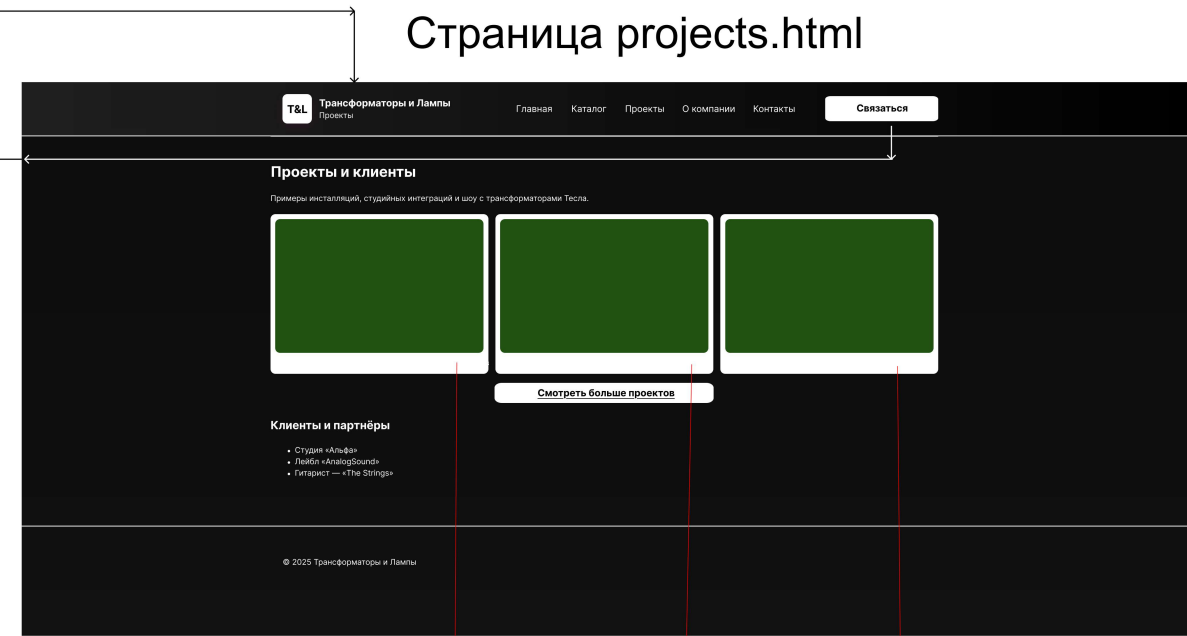 Страница projects.html
T&L
Трансформаторы и Лампы
Проекты
Главная Каталог Проекты О компании Контакты
Связаться
Проекты и клиенты
Примеры инсталляций, студийных интеграций и шоу с трансформаторами Тесла.
Смотреть больше проектов
Клиенты и партнёры
• Студия «Альфа»
• Лейбл «AnalogSound»
• Гитарист — «The Strings»
© 2025 Трансформаторы и Лампы